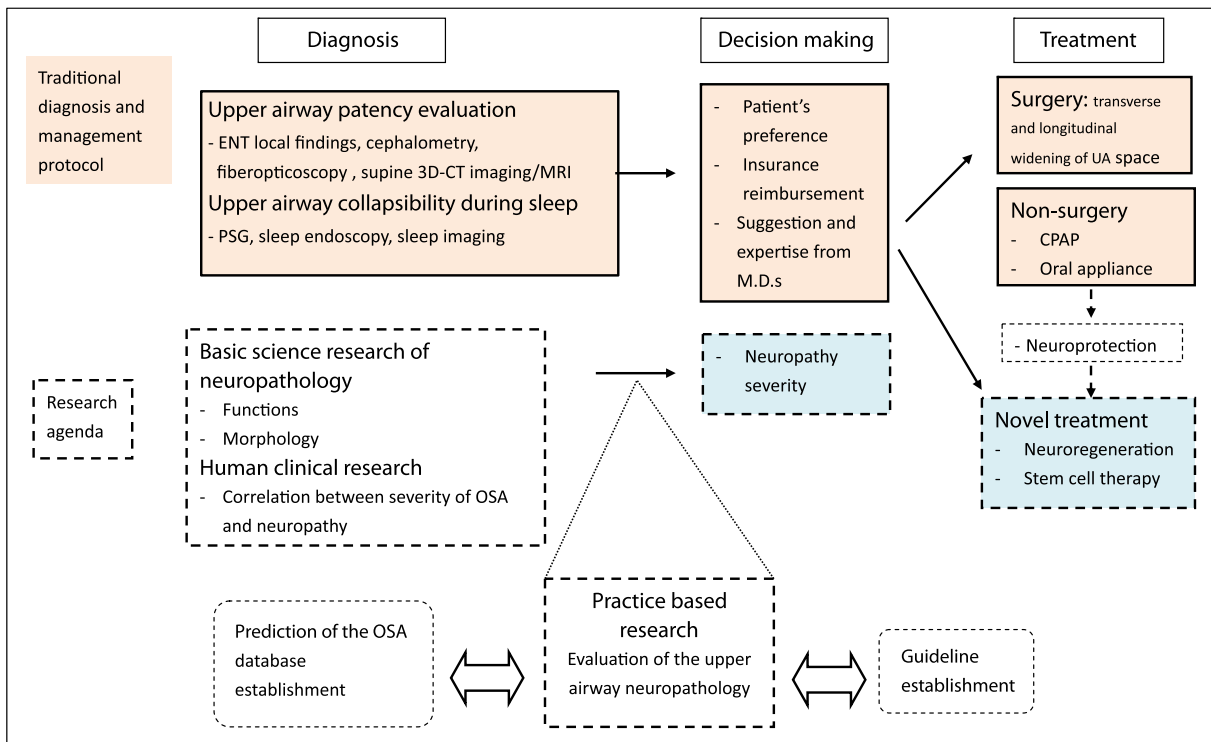 Diagnosis
Decision making
Treatment
Traditional
diagnosis and
management
protocol
Upper airway patency evaluation
- ENT local findings, cephalometry,
fiberopticoscopy , supine 3D-CT imaging/MRI
Upper airway collapsibility during sleep
- PSG, sleep endoscopy, sleep imaging
- Patient's
preference
- Insurance
reimbursement
- Suggestion and
expertise from
M.D.s
Surgery: transverse
and longitudinal
widening of UA space
Non-surgery
- CPAP
- Oral appliance
- Neuroprotection
Research
agenda
Basic science research of
neuropathology
- Functions
- Morphology
Human clinical research
- Correlation between severity of OSA
and neuropathy
- Neuropathy
severity
Novel treatment
- Neuroregeneration
- Stem cell therapy
Prediction of the OSA
database
establishment
Practice based
research
Evaluation of the upper
airway neuropathology
Guideline
establishment